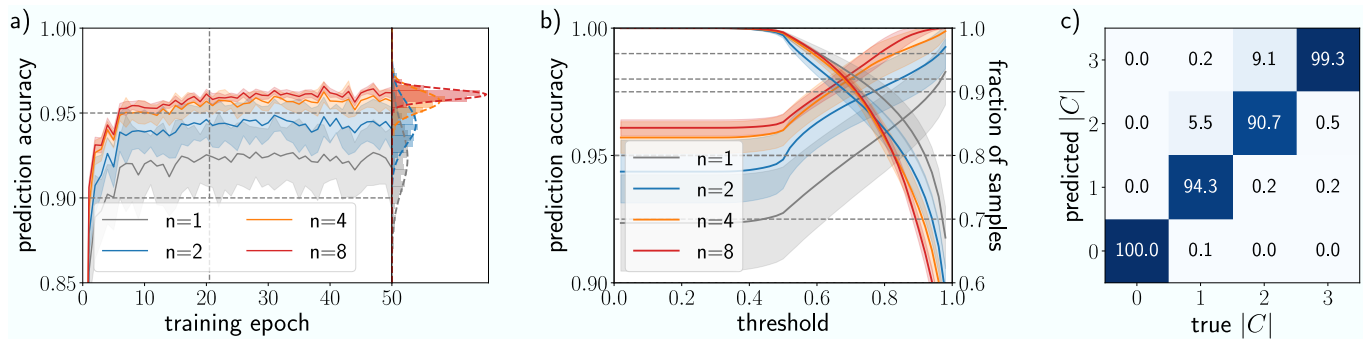 a)
1.00
0.95
0.90
0.85
prediction accuracy
0
10
20
30
40
50
training epoch
n=1
n=2
n=4
n=8
b)
1.00
0.95
0.90
prediction accuracy
0.0
0.2
0.4
0.6
0.8
1.0
threshold
1.0
0.9
0.8
0.7
0.6
fraction of samples
n=1
n=2
n=4
n=8
c)
predicted |C|
3 0.0 0.2 9.1 99.3
2 0.0 5.5 90.7 0.5
1 0.0 94.3 0.2 0.2
0 100.0 0.1 0.0 0.0
0 1 2 3
true |C|